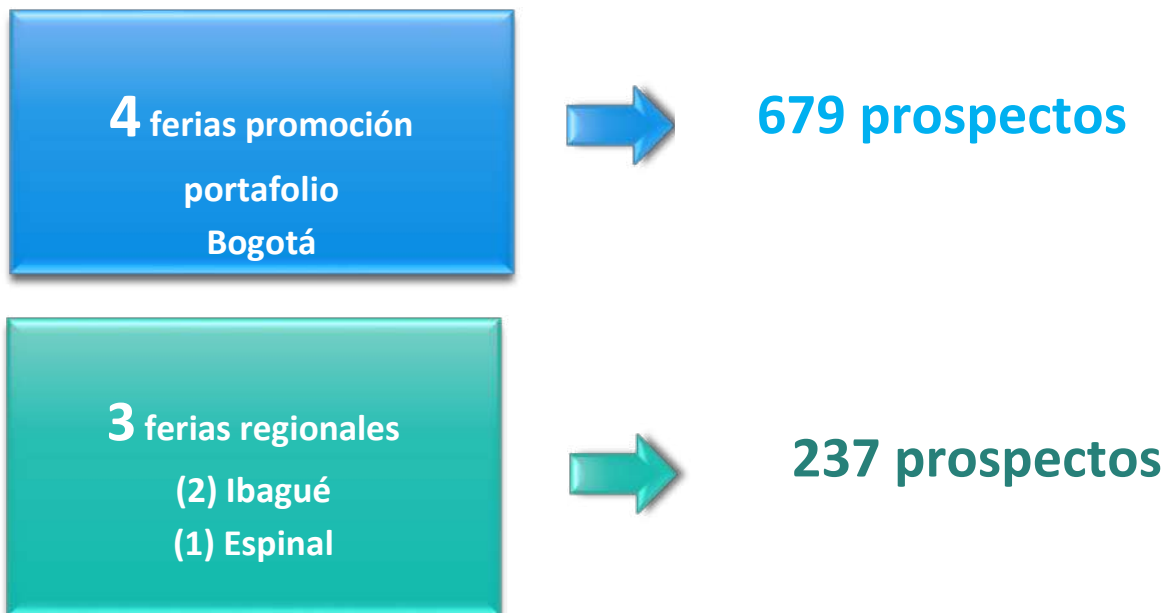 4 ferias promoción
portafolio
Bogotá
679 prospectos
3 ferias regionales
(2) Ibagué
(1) Espinal
237 prospectos